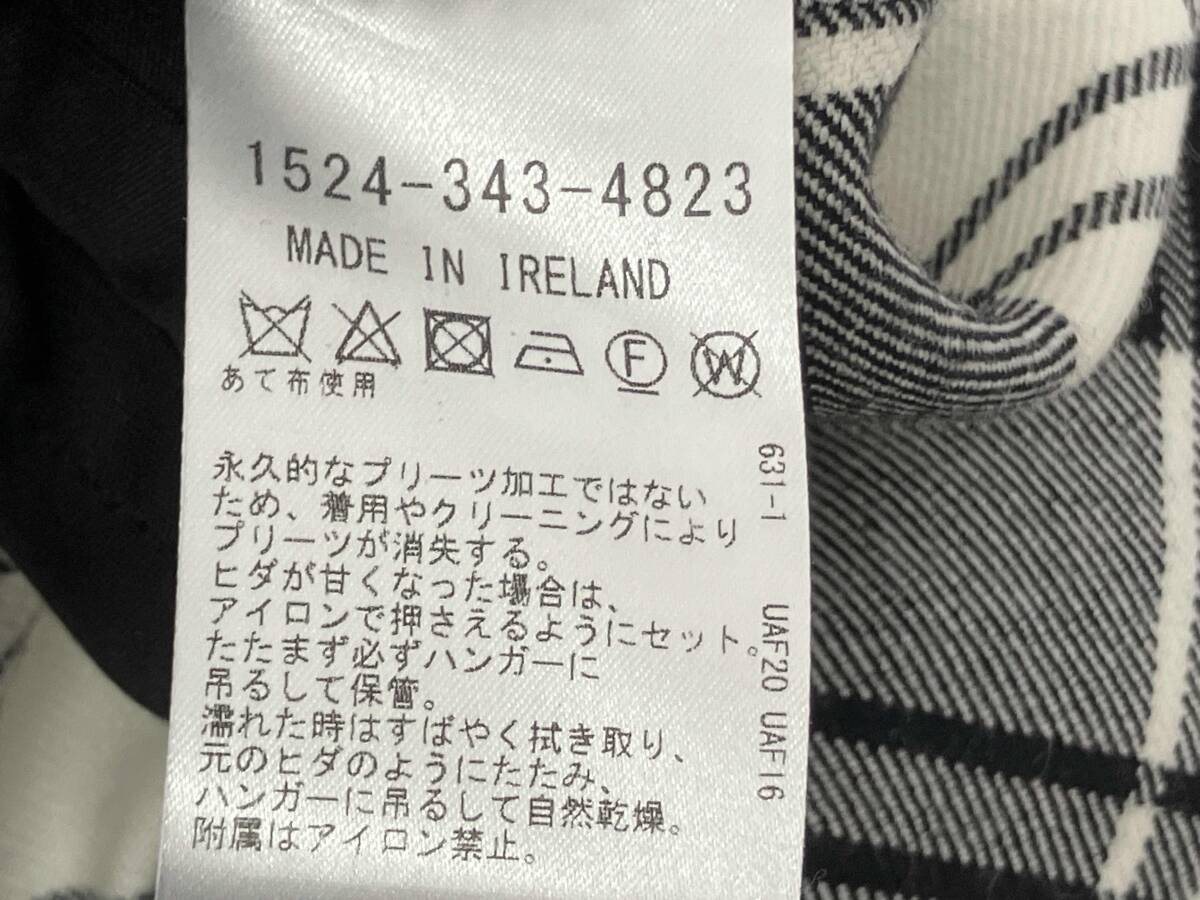 1524-343-4823
MADE IN IRELAND
F
W
あて布使用
永久的なプリーツ加工ではない
ため、着用やクリーニングにより
プリーツが消失する。
ヒダが甘くなった場合は、
アイロンで押さえるようにセット。
たたまず必ずハンガーに
吊るして保管。
濡れた時はすばやく拭き取り、
元のヒダのようにたたみ、
ハンガーに吊るして自然乾燥。
附属はアイロン禁止。
631-1 UAF20 UAF16